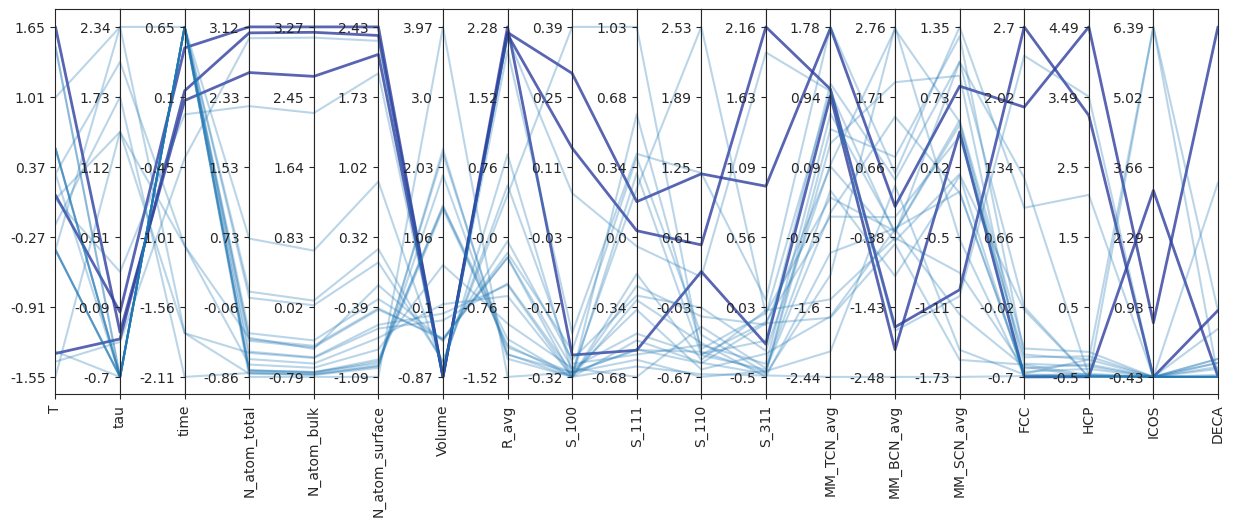 1.65 2.34 0.65 3.12 3.27 2.43 3.97 2.28 0.39 1.03 2.53 2.16 1.78 2.76 1.35 2.7 4.49 6.39
1.01 1.73 0.1 2.33 2.45 1.73 3.0 1.52 0.25 0.68 1.89 1.63 0.94 1.71 0.73 2.02 3.49 5.02
0.37 1.12 -0.45 1.53 1.64 1.02 2.03 0.76 0.11 0.34 1.25 1.09 0.09 0.66 0.12 1.34 2.5 3.66
-0.27 0.51 -1.01 0.73 0.83 0.32 1.06 -0.0 -0.03 0.0 0.61 0.56 -0.75 -0.38 -0.5 0.66 1.5 2.29
-0.91 -0.09 -1.56 -0.06 0.02 -0.39 0.1 -0.76 -0.17 -0.34 -0.03 0.03 -1.6 -1.43 -1.11 -0.02 0.5 0.93
-1.55 -0.7 -2.11 -0.86 -0.79 -1.09 -0.87 -1.52 -0.32 -0.68 -0.67 -0.5 -2.44 -2.48 -1.73 -0.7 -0.5 -0.43
T
tau
time
N_atom_total
N_atom_bulk
N_atom_surface
Volume
R_avg
S_100
S_111
S_110
S_311
MM_TCN_avg
MM_BCN_avg
MM_SCN_avg
FCC
HCP
ICOS
DECA